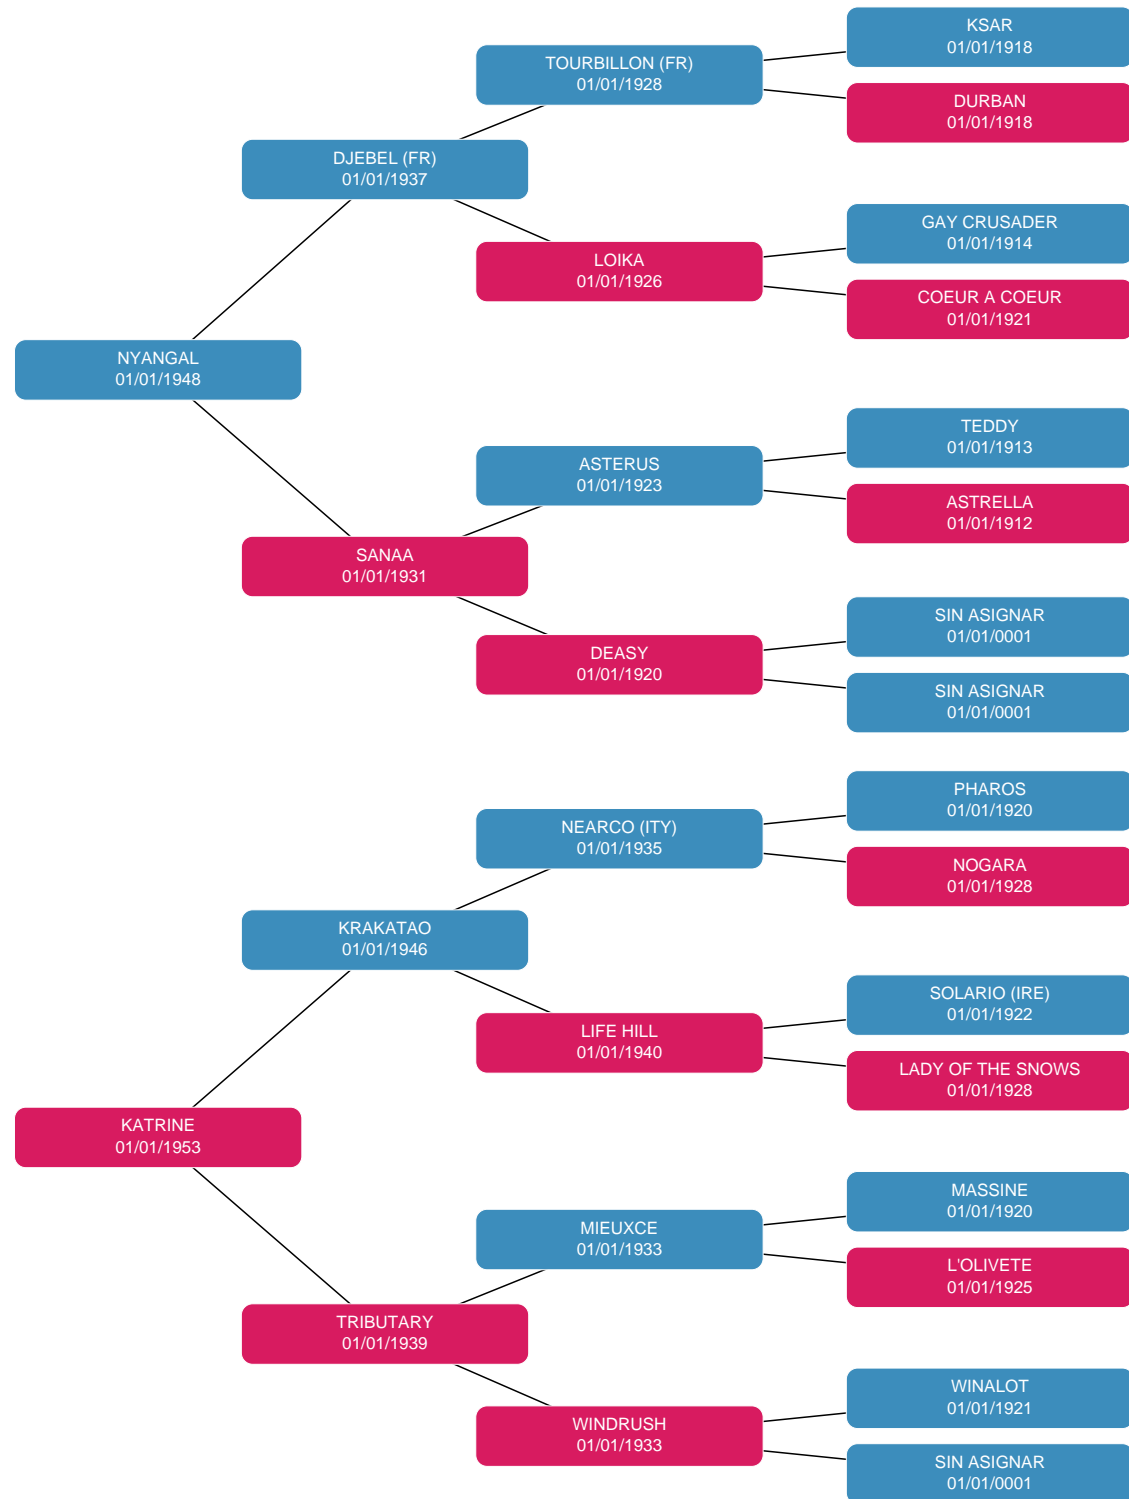 KSAR
01/01/1918
TOURBILLON (FR)
01/01/1928
DURBAN
01/01/1918
DJEBEL (FR)
01/01/1937
GAY CRUSADER
01/01/1914
LOIKA
01/01/1926
COEUR A COEUR
01/01/1921
NYANGAL
01/01/1948
TEDDY
01/01/1913
ASTERUS
01/01/1923
ASTRELLA
01/01/1912
SANAA
01/01/1931
SIN ASIGNAR
01/01/0001
DEASY
01/01/1920
SIN ASIGNAR
01/01/0001
PHAROS
01/01/1920
NEARCO (ITY)
01/01/1935
NOGARA
01/01/1928
KRAKATAO
01/01/1946
SOLARIO (IRE)
01/01/1922
LIFE HILL
01/01/1940
LADY OF THE SNOWS
01/01/1928
KATRINE
01/01/1953
MASSINE
01/01/1920
MIEUXCE
01/01/1933
L'OLIVETE
01/01/1925
TRIBUTARY
01/01/1939
WINALOT
01/01/1921
WINDRUSH
01/01/1933
SIN ASIGNAR
01/01/0001